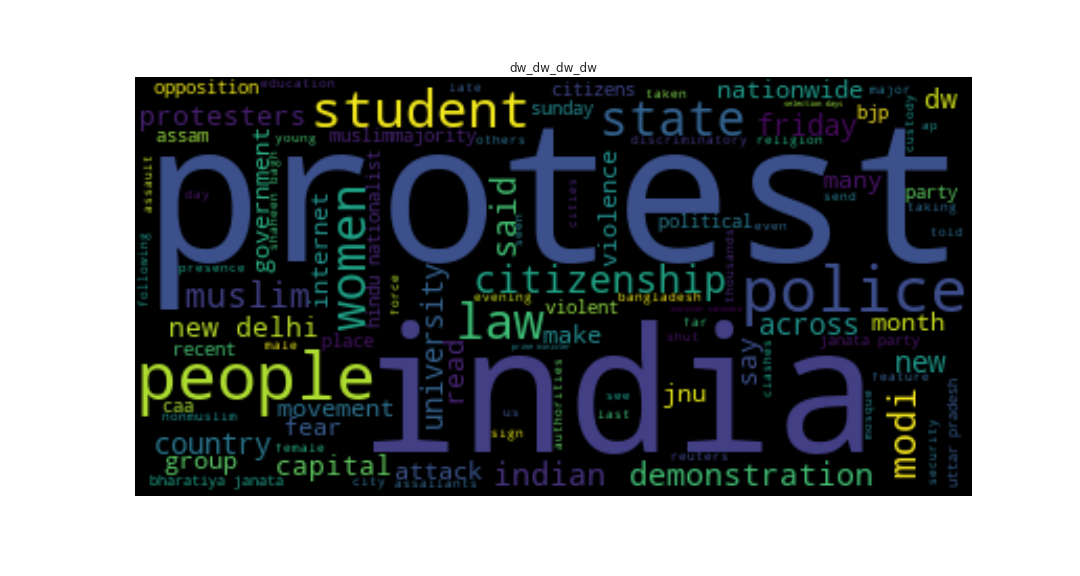 dw_dw_dw_dw
opposition
education
late
citizens
taken
nationwide
major
dw
protesters
student
sunday
state
friday
selection days
bjp
custody
ap
assam
young
muslimmajority
others
discriminatory
religion
protest
assault
day
government
shaheen bagh
hindu nationalist
women
internet
said
seen
cities
violence
many
send
party
taking
political
even
told
following
presence
muslim
force
university
citizenship
evening
bangladesh
thousands
police
new delhi
law
violent
make
far
across
month
recent
male
place
read
prime minister
shut
say
clashes
janata party
new
people
india
feature
caa
nonmuslim
movement
fear
us
authorities
see
last
jnu
mosque
modi
security
uttar pradesh
country
female
sign
group
capital
attack
indian
reuters
demonstration
bharatiya janata
city
assailants